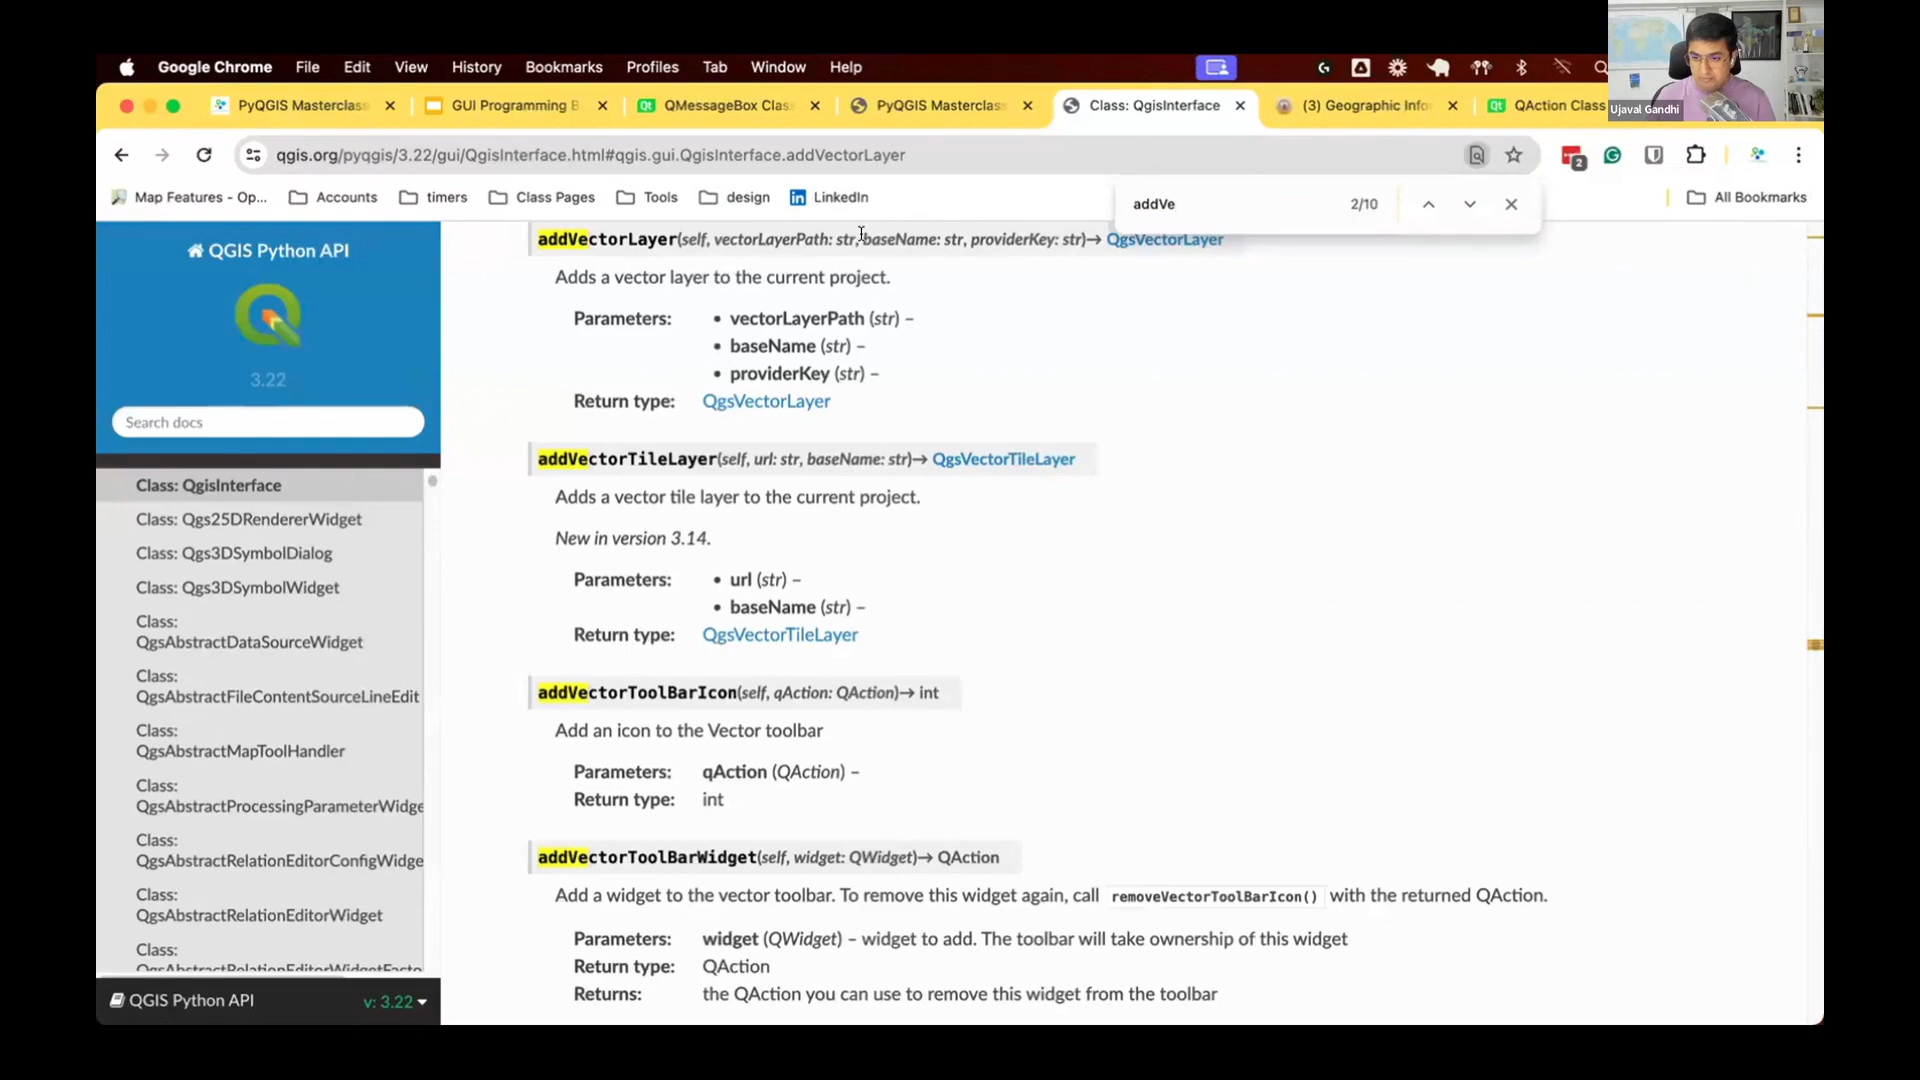 Google Chrome File Edit View History Bookmarks Profiles Tab Window Help
Ujaval Gandhi
PyQGIS Masterclass GUI Programming B QMessageBox Clas PyQGIS Masterclass Class: QgisInterface (3) Geographic Info QAction Class
qgis.org/pyqgis/3.22/gui/QgisInterface.html#qgis.gui.QgisInterface.addVectorLayer
2
Map Features - Op... Accounts timers Class Pages Tools design LinkedIn All Bookmarks
addVe 2/10
QGIS Python API
3.22
Search docs
Class: QgisInterface
Class: Qgs25DRendererWidget
Class: Qgs3DSymbolDialog
Class: Qgs3DSymbolWidget
Class:
QgsAbstractDataSourceWidget
Class:
QgsAbstractFileContentSourceLineEdit
Class:
QgsAbstractMapToolHandler
Class:
QgsAbstractProcessingParameterWidge
Class:
QgsAbstractRelationEditorConfigWidge
Class:
QgsAbstractRelationEditorWidget
Class:
QgsAbstractRelationEditorWidgetFacto
QGIS Python API v: 3.22
addVectorLayer(self, vectorLayerPath: str, baseName: str, providerKey: str)→ QgsVectorLayer
Adds a vector layer to the current project.
Parameters: • vectorLayerPath (str) –
• baseName (str) –
• providerKey (str) –
Return type: QgsVectorLayer
addVectorTileLayer(self, url: str, baseName: str)→ QgsVectorTileLayer
Adds a vector tile layer to the current project.
New in version 3.14.
Parameters: • url (str) –
• baseName (str) –
Return type: QgsVectorTileLayer
addVectorToolBarIcon(self, qAction: QAction)→ int
Add an icon to the Vector toolbar
Parameters: qAction (QAction) –
Return type: int
addVectorToolBarWidget(self, widget: QWidget)→ QAction
Add a widget to the vector toolbar. To remove this widget again, call removeVectorToolBarIcon() with the returned QAction.
Parameters: widget (QWidget) – widget to add. The toolbar will take ownership of this widget
Return type: QAction
Returns: the QAction you can use to remove this widget from the toolbar